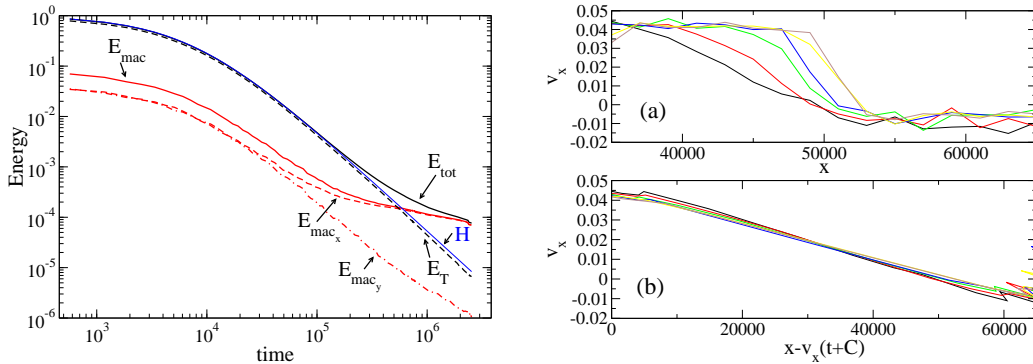 10^0
10^-1
10^-2
10^-3
10^-4
10^-5
10^-6
Energy
E_mac
E_tot
E_mac_x
H
E_mac_y
E_T
10^3
10^4
10^5
10^6
time
0.05
0.04
0.03
0.02
0.01
0
-0.01
-0.02
v_x
(a)
40000
50000
60000
x
0.05
0.04
0.03
0.02
0.01
0
-0.01
-0.02
v_x
(b)
0
20000
40000
60000
x-v_x(t+C)